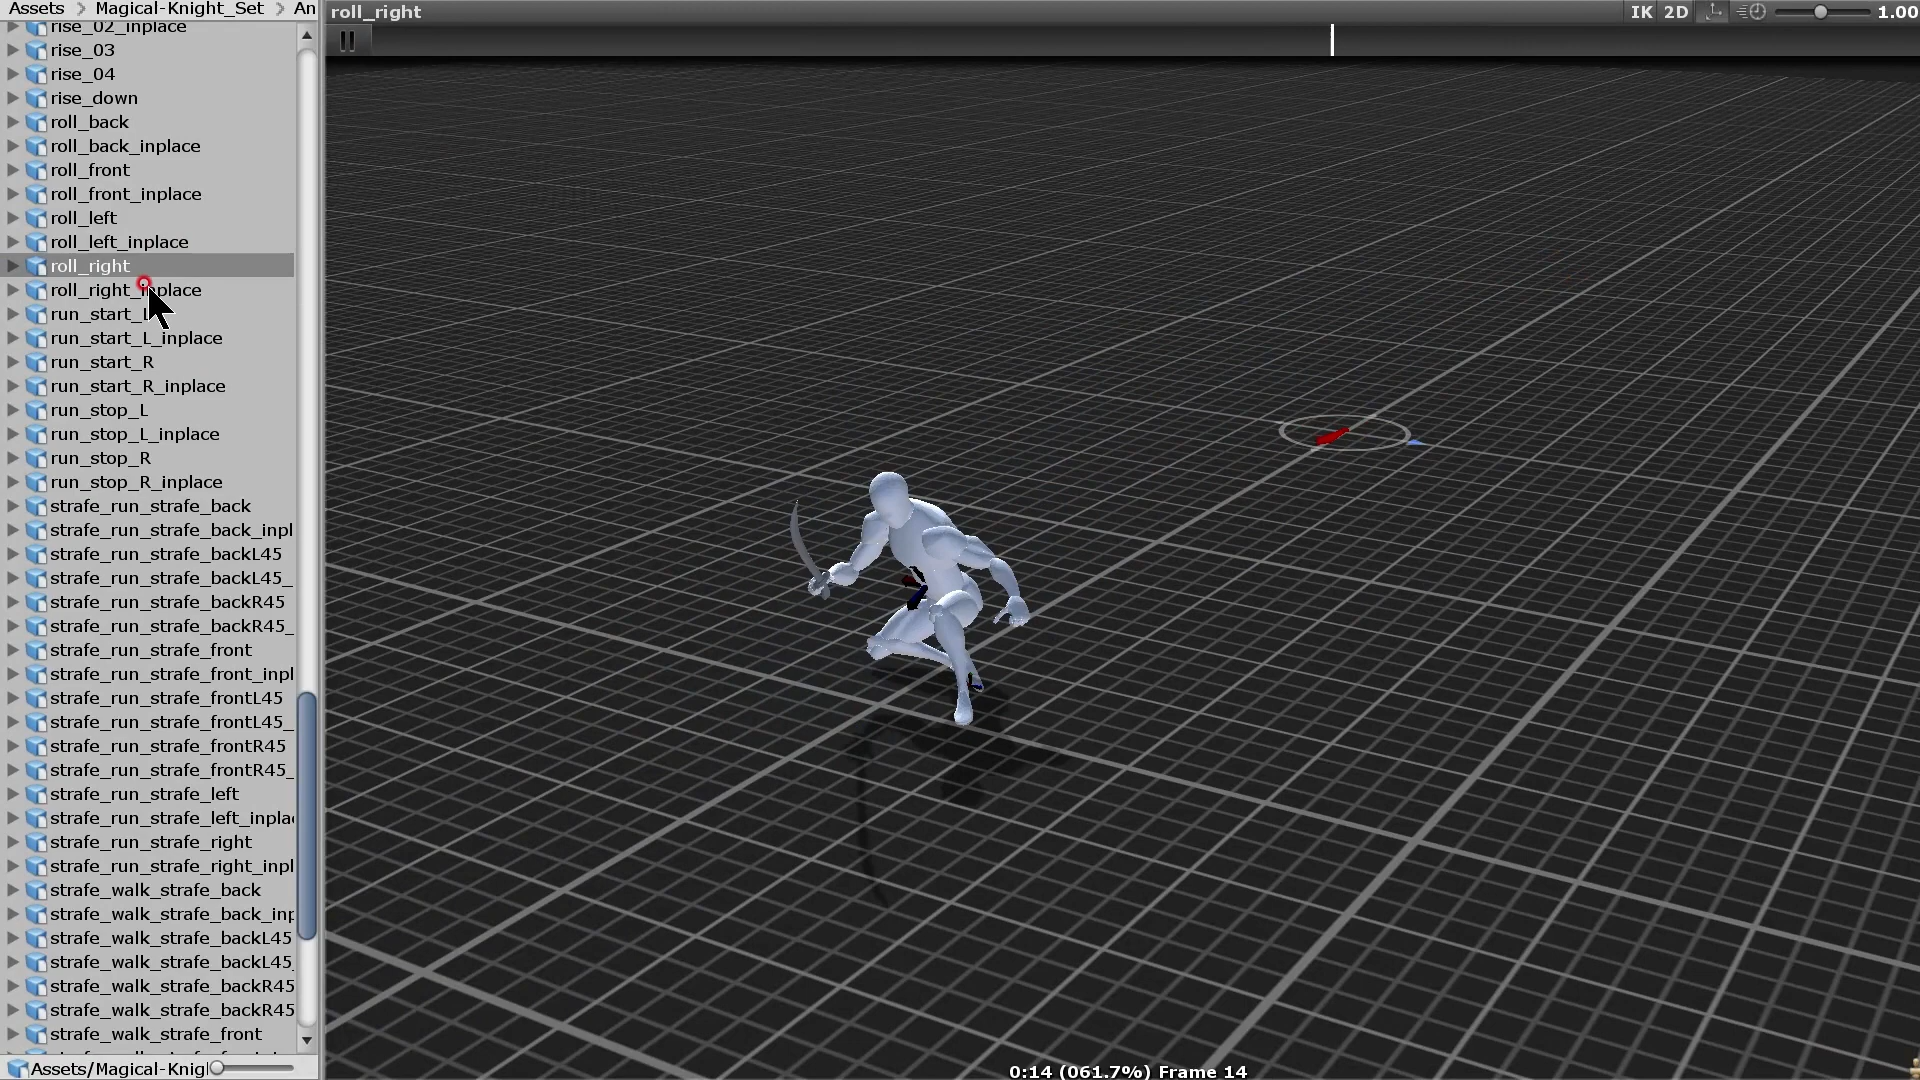 Assets > Magical-Knight_Set > An
rise_02_inplace
rise_03
rise_04
rise_down
roll_back
roll_back_inplace
roll_front
roll_front_inplace
roll_left
roll_left_inplace
roll_right
roll_right_inplace
run_start_L
run_start_L_inplace
run_start_R
run_start_R_inplace
run_stop_L
run_stop_L_inplace
run_stop_R
run_stop_R_inplace
strafe_run_strafe_back
strafe_run_strafe_back_inpl
strafe_run_strafe_backL45
strafe_run_strafe_backL45_
strafe_run_strafe_backR45
strafe_run_strafe_backR45_
strafe_run_strafe_front
strafe_run_strafe_front_inpl
strafe_run_strafe_frontL45
strafe_run_strafe_frontL45_
strafe_run_strafe_frontR45
strafe_run_strafe_frontR45_
strafe_run_strafe_left
strafe_run_strafe_left_inpla
strafe_run_strafe_right
strafe_run_strafe_right_inpl
strafe_walk_strafe_back
strafe_walk_strafe_back_inp
strafe_walk_strafe_backL45
strafe_walk_strafe_backL45_
strafe_walk_strafe_backR45
strafe_walk_strafe_backR45
strafe_walk_strafe_front
Assets/Magical-Knig
roll_right
IK 2D 1.00
0:14 (061.7%) Frame 14